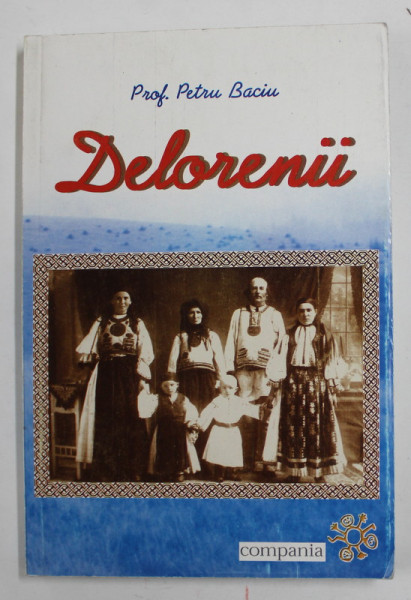 Prof. Petru Baciu
Delorenii
compania